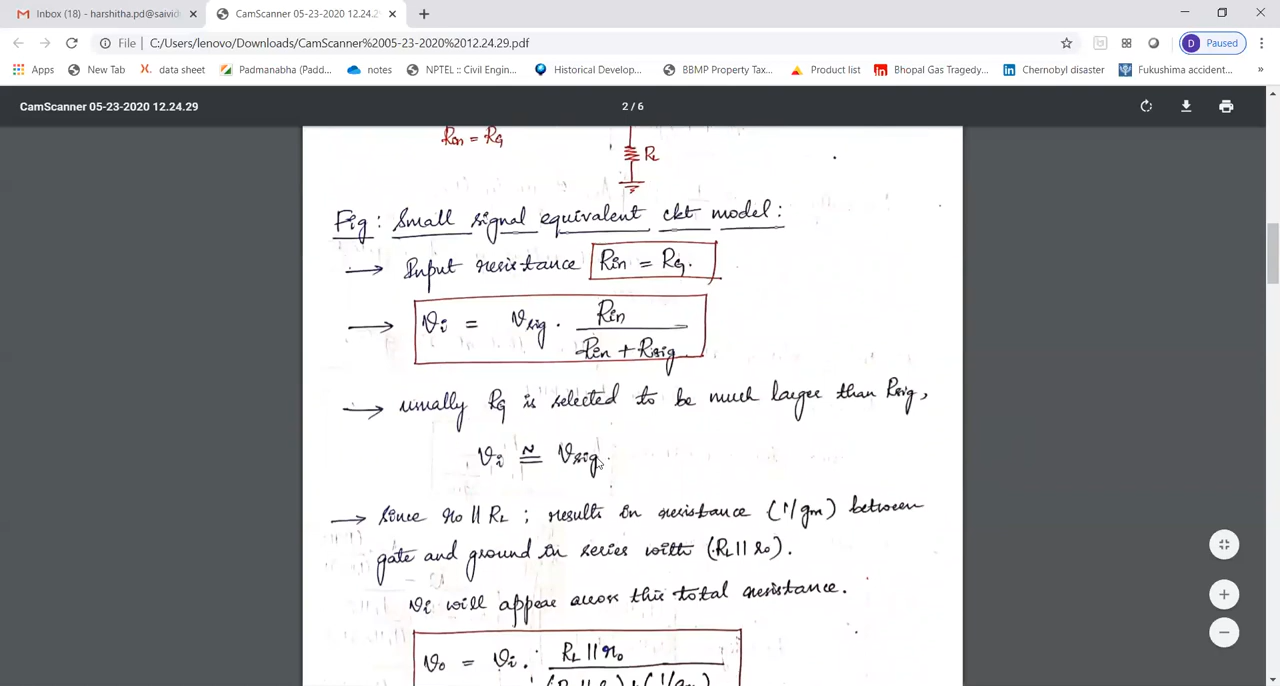 Inbox (18) - harshitha.pd@saivid
CamScanner 05-23-2020 12.24.2
File
C:/Users/lenovo/Downloads/CamScanner%2005-23-2020%2012.24.29.pdf
Paused
Apps
New Tab
data sheet
Padmanabha (Padd...
notes
NPTEL :: Civil Engin...
Historical Develop...
BBMP Property Tax...
Product list
Bhopal Gas Tragedy...
Chernobyl disaster
Fukushima accident...
CamScanner 05-23-2020 12.24.29
2 / 6
Rin = RG
RL
Fig: Small signal equivalent ckt model:
→ Input resistance Rin = RG.
→ vi = vsig . Rin / Rin + Rsig
→ usually RG is selected to be much larger than Rsig,
vi ≅ vsig.
→ since ro || RL ; results in resistance (1/gm) between
gate and ground in series with (RL || ro).
vi will appear across this total resistance.
vo = vi . RL || ro